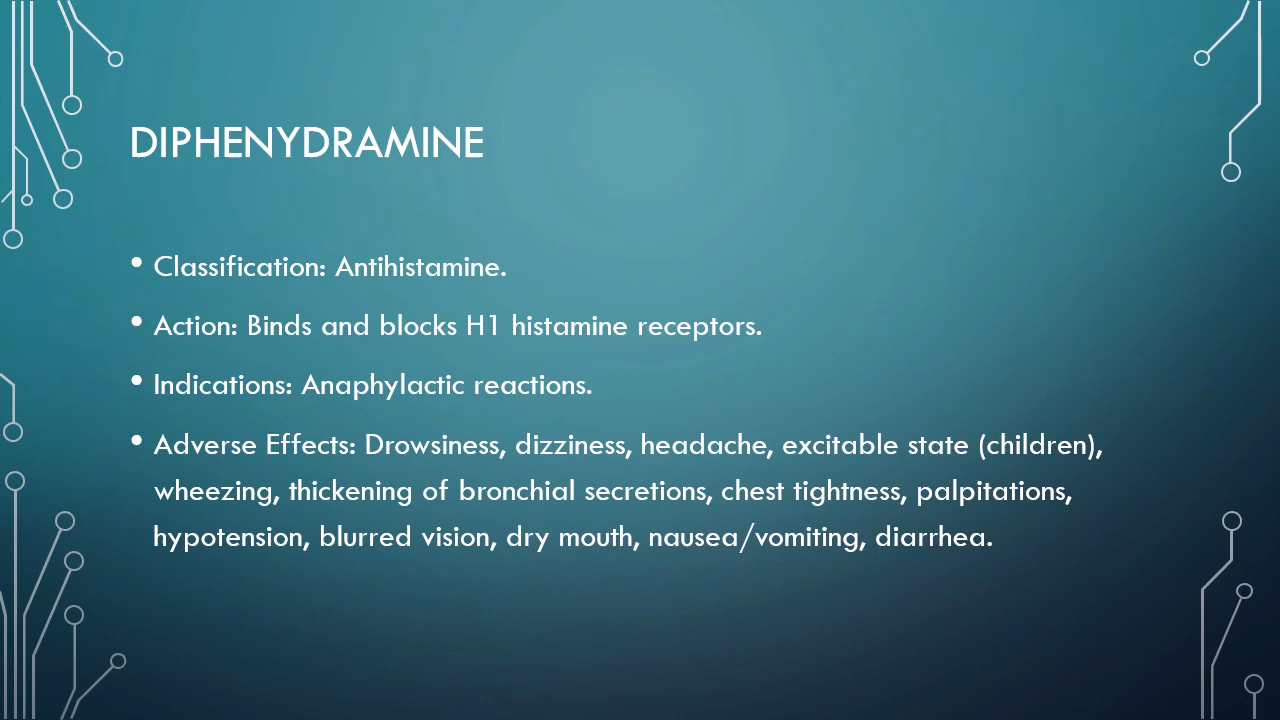 DIPHENYDRAMINE
• Classification: Antihistamine.
• Action: Binds and blocks H1 histamine receptors.
• Indications: Anaphylactic reactions.
• Adverse Effects: Drowsiness, dizziness, headache, excitable state (children),
wheezing, thickening of bronchial secretions, chest tightness, palpitations,
hypotension, blurred vision, dry mouth, nausea/vomiting, diarrhea.